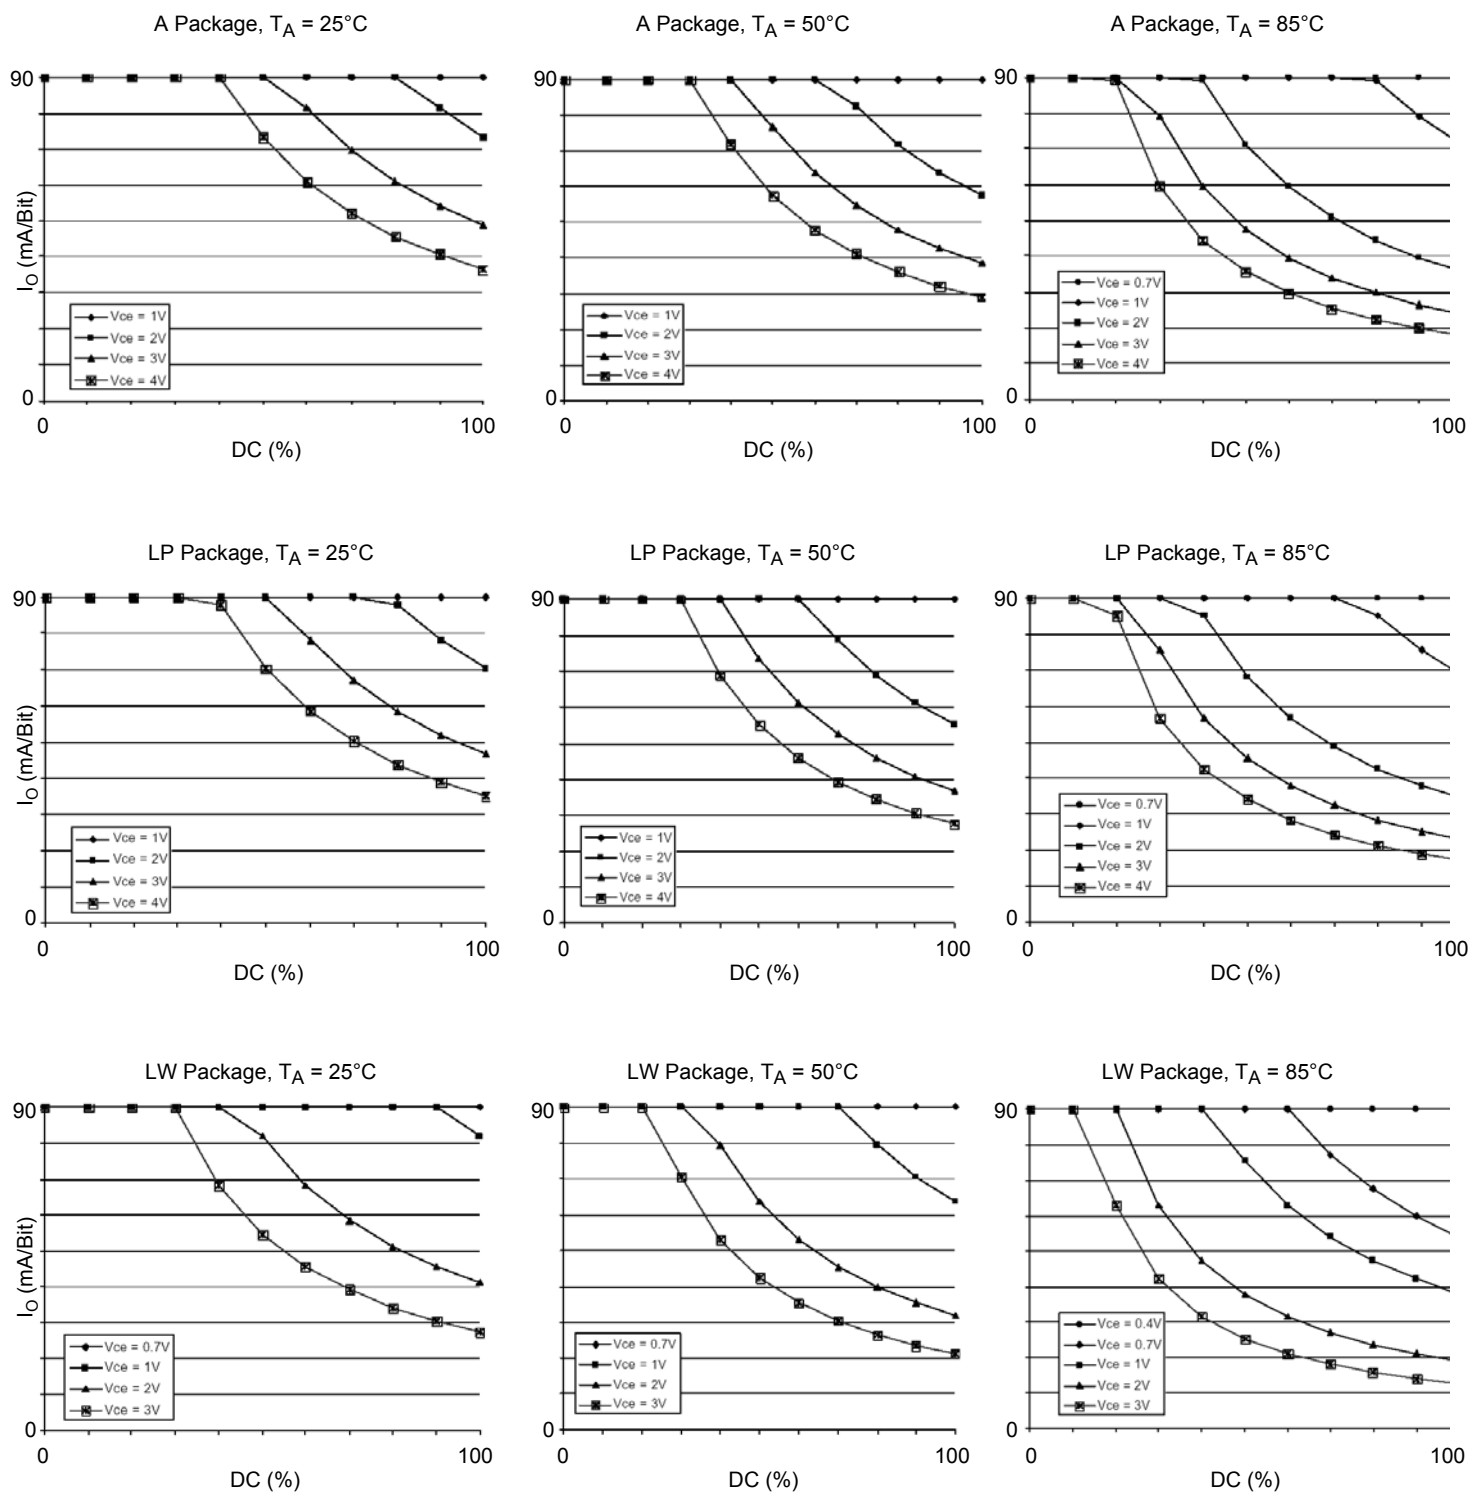 A Package, TA = 25°C
90
IO (mA/Bit)
Vce = 1V
Vce = 2V
Vce = 3V
Vce = 4V
0
0
100
DC (%)
A Package, TA = 50°C
90
Vce = 1V
Vce = 2V
Vce = 3V
Vce = 4V
0
0
100
DC (%)
A Package, TA = 85°C
90
Vce = 0.7V
Vce = 1V
Vce = 2V
Vce = 3V
Vce = 4V
0
0
100
DC (%)
LP Package, TA = 25°C
90
IO (mA/Bit)
Vce = 1V
Vce = 2V
Vce = 3V
Vce = 4V
0
0
100
DC (%)
LP Package, TA = 50°C
90
Vce = 1V
Vce = 2V
Vce = 3V
Vce = 4V
0
0
100
DC (%)
LP Package, TA = 85°C
90
Vce = 0.7V
Vce = 1V
Vce = 2V
Vce = 3V
Vce = 4V
0
0
100
DC (%)
LW Package, TA = 25°C
90
IO (mA/Bit)
Vce = 0.7V
Vce = 1V
Vce = 2V
Vce = 3V
0
0
100
DC (%)
LW Package, TA = 50°C
90
Vce = 0.7V
Vce = 1V
Vce = 2V
Vce = 3V
0
0
100
DC (%)
LW Package, TA = 85°C
90
Vce = 0.4V
Vce = 0.7V
Vce = 1V
Vce = 2V
Vce = 3V
0
0
100
DC (%)